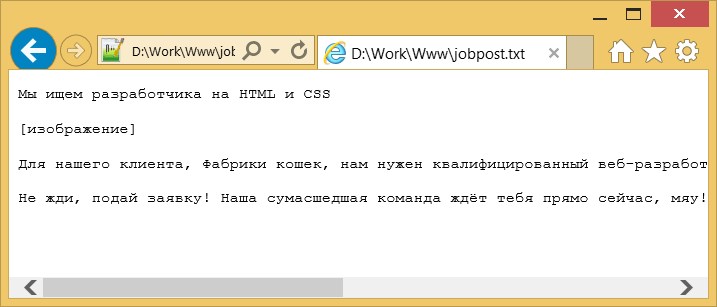 D:\Work\Www\job
D:\Work\Www\jobpost.txt
Мы ищем разработчика на HTML и CSS
[изображение]
Для нашего клиента, Фабрики кошек, нам нужен квалифицированный веб-разработ
Не жди, подай заявку! Наша сумасшедшая команда ждёт тебя прямо сейчас, мяу!